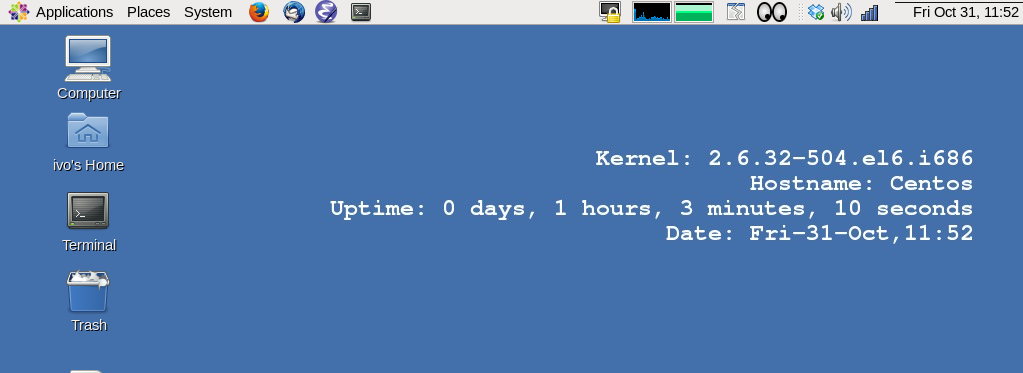 Applications Places System Fri Oct 31, 11:52
Computer
ivo's Home
Terminal
Trash
Kernel: 2.6.32-504.el6.i686
Hostname: Centos
Uptime: 0 days, 1 hours, 3 minutes, 10 seconds
Date: Fri-31-Oct,11:52